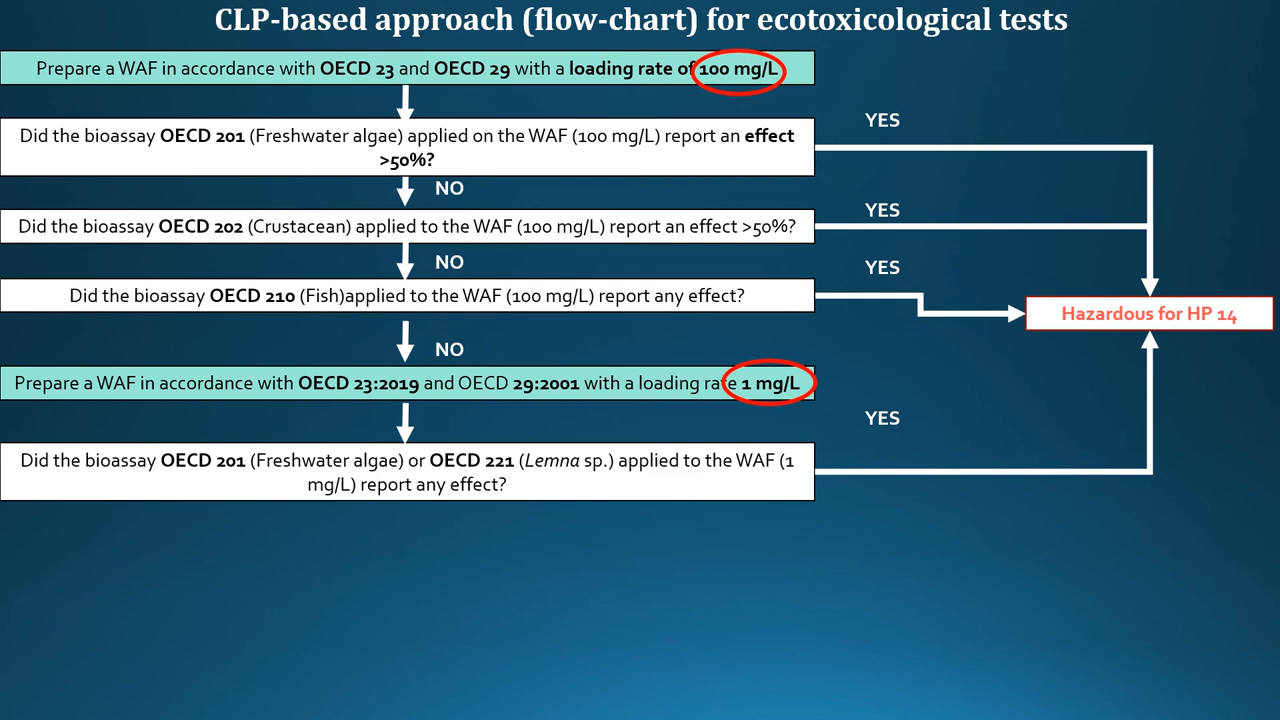 CLP-based approach (flow-chart) for ecotoxicological tests
Prepare a WAF in accordance with OECD 23 and OECD 29 with a loading rate of 100 mg/L
YES
Did the bioassay OECD 201 (Freshwater algae) applied on the WAF (100 mg/L) report an effect
>50%?
NO
YES
Did the bioassay OECD 202 (Crustacean) applied to the WAF (100 mg/L) report an effect >50%?
NO
YES
Did the bioassay OECD 210 (Fish)applied to the WAF (100 mg/L) report any effect?
Hazardous for HP 14
NO
Prepare a WAF in accordance with OECD 23:2019 and OECD 29:2001 with a loading rate 1 mg/L
YES
Did the bioassay OECD 201 (Freshwater algae) or OECD 221 (Lemna sp.) applied to the WAF (1
mg/L) report any effect?